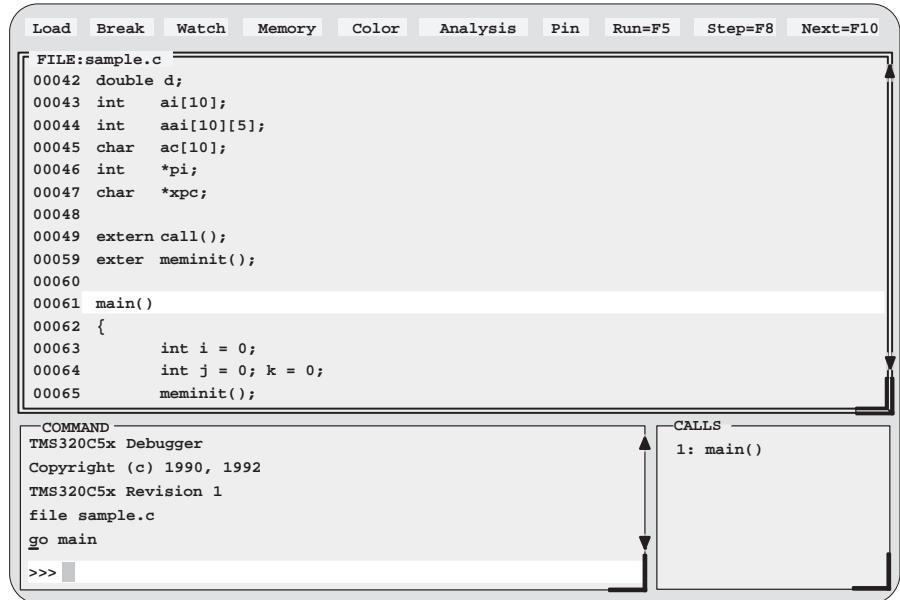 Load Break Watch Memory Color Analysis Pin Run=F5 Step=F8 Next=F10
FILE:sample.c
00042 double d;
00043 int ai[10];
00044 int aai[10][5];
00045 char ac[10];
00046 int *pi;
00047 char *xpc;
00048
00049 extern call();
00059 exter meminit();
00060
00061 main()
00062 {
00063 int i = 0;
00064 int j = 0; k = 0;
00065 meminit();
COMMAND
TMS320C5x Debugger
Copyright (c) 1990, 1992
TMS320C5x Revision 1
file sample.c
go main
>>>
CALLS
1: main()